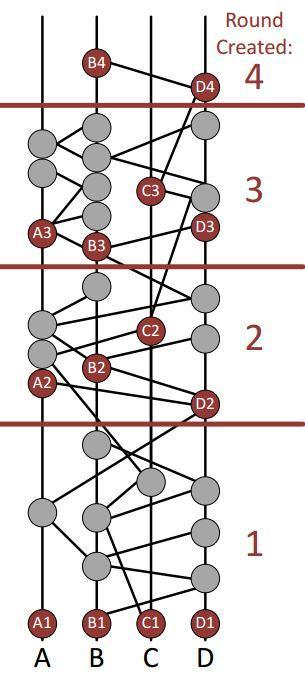 Round
Created:
B4
D4
4
C3
3
D3
A3
B3
C2
2
B2
A2
D2
1
A1 B1 C1 D1
A B C D